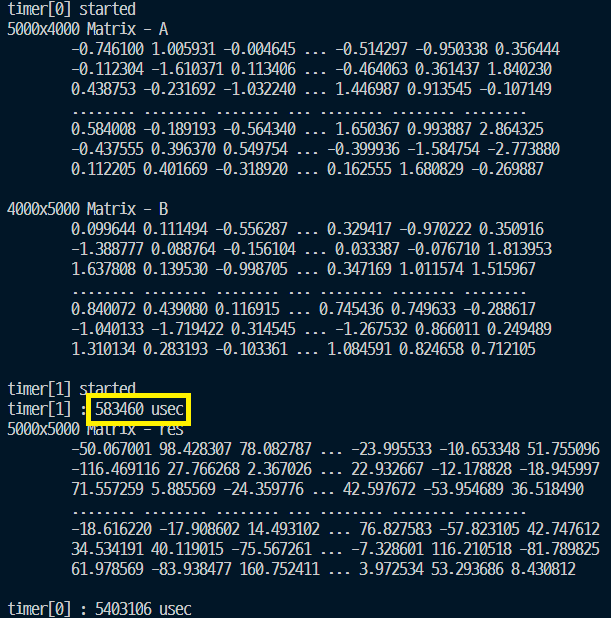 timer[0] started
5000x4000 Matrix - A
-0.746100 1.005931 -0.004645 ... -0.514297 -0.950338 0.356444
-0.112304 -1.610371 0.113406 ... -0.464063 0.361437 1.840230
0.438753 -0.231692 -1.032240 ... 1.446987 0.913545 -0.107149
........ ........ ........ ... ........ ........ ........
0.584008 -0.189193 -0.564340 ... 1.650367 0.993887 2.864325
-0.437555 0.396370 0.549754 ... -0.399936 -1.584754 -2.773880
0.112205 0.401669 -0.318920 ... 0.162555 1.680829 -0.269887
4000x5000 Matrix - B
0.099644 0.111494 -0.556287 ... 0.329417 -0.970222 0.350916
-1.388777 0.088764 -0.156104 ... 0.033387 -0.076710 1.813953
1.637808 0.139530 -0.998705 ... 0.347169 1.011574 1.515967
........ ........ ........ ... ........ ........ ........
0.840072 0.439080 0.116915 ... 0.745436 0.749633 -0.288617
-1.040133 -1.719422 0.314545 ... -1.267532 0.866011 0.249489
1.310134 0.283193 -0.103361 ... 1.084591 0.824658 0.712105
timer[1] started
timer[1] : 583460 usec
5000x5000 Matrix - res
-50.067001 98.428307 78.082787 ... -23.995533 -10.653348 51.755096
-116.469116 27.766268 2.367026 ... 22.932667 -12.178828 -18.945997
71.557259 5.885569 -24.359776 ... 42.597672 -53.954689 36.518490
........ ........ ........ ... ........ ........ ........
-18.616220 -17.908602 14.493102 ... 76.827583 -57.823105 42.747612
34.534191 40.119015 -75.567261 ... -7.328601 116.210518 -81.789825
61.978569 -83.938477 160.752411 ... 3.972534 53.293686 8.430812
timer[0] : 5403106 usec